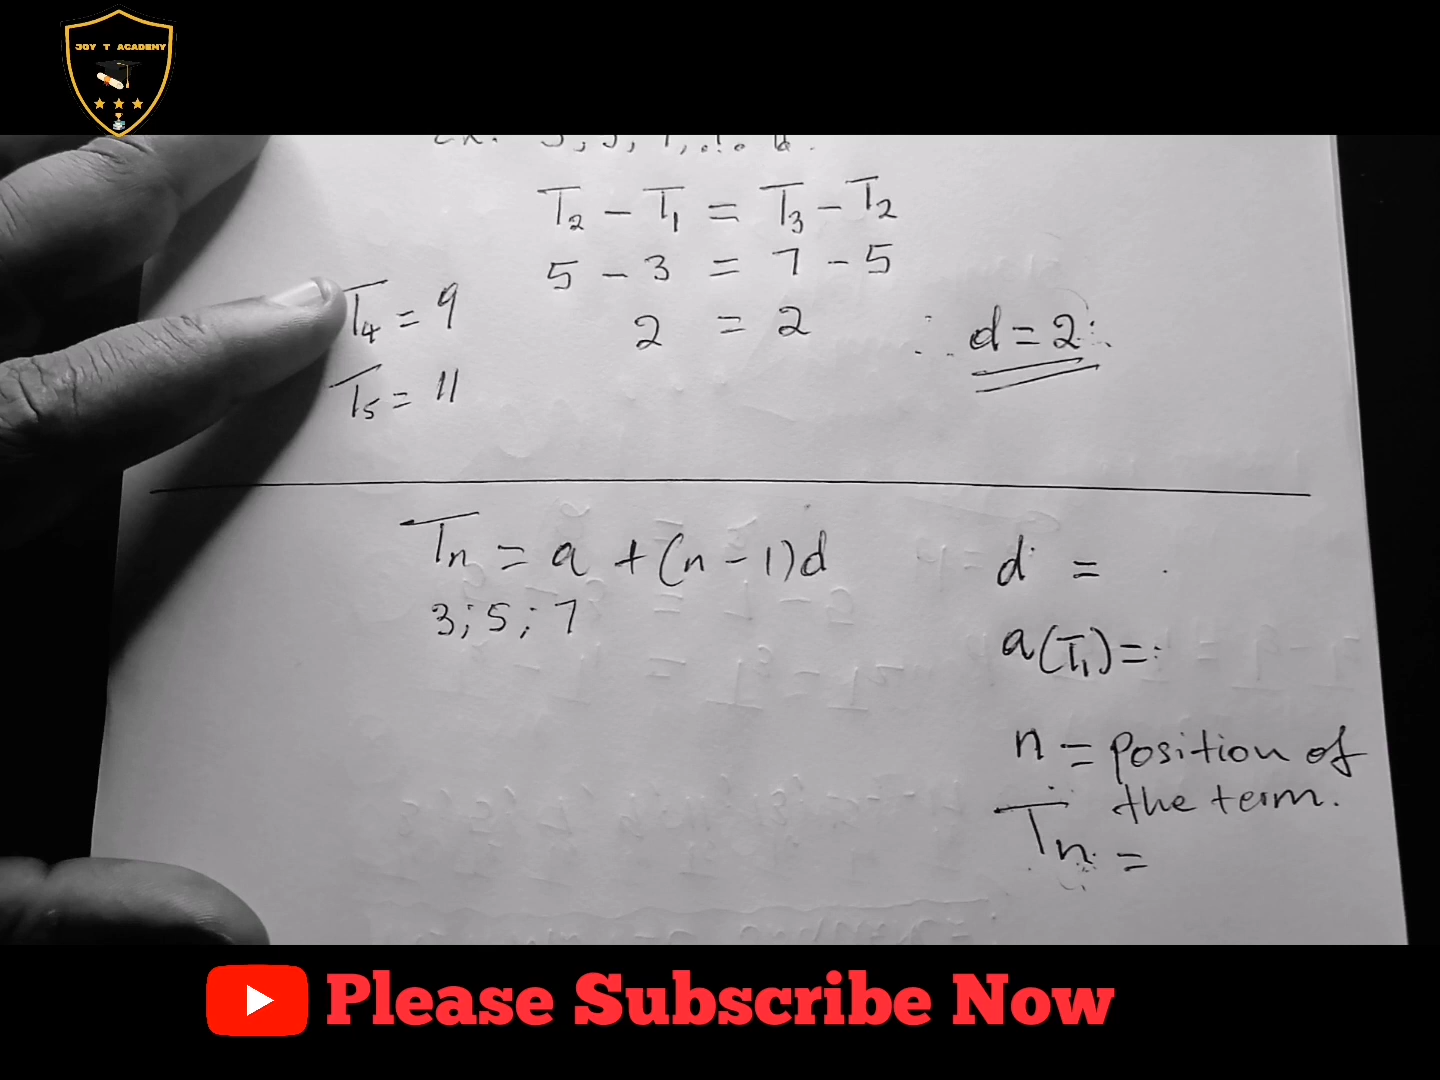 JOY T ACADEMY
T₂ - T₁ = T₃ - T₂
5 - 3 = 7 - 5
2 = 2 ∴ d = 2
T₄ = 9
T₅ = 11
Tn = a + (n - 1)d
3; 5; 7
d =
a(T₁) =
n = position of
the term.
Tn =
Please Subscribe Now